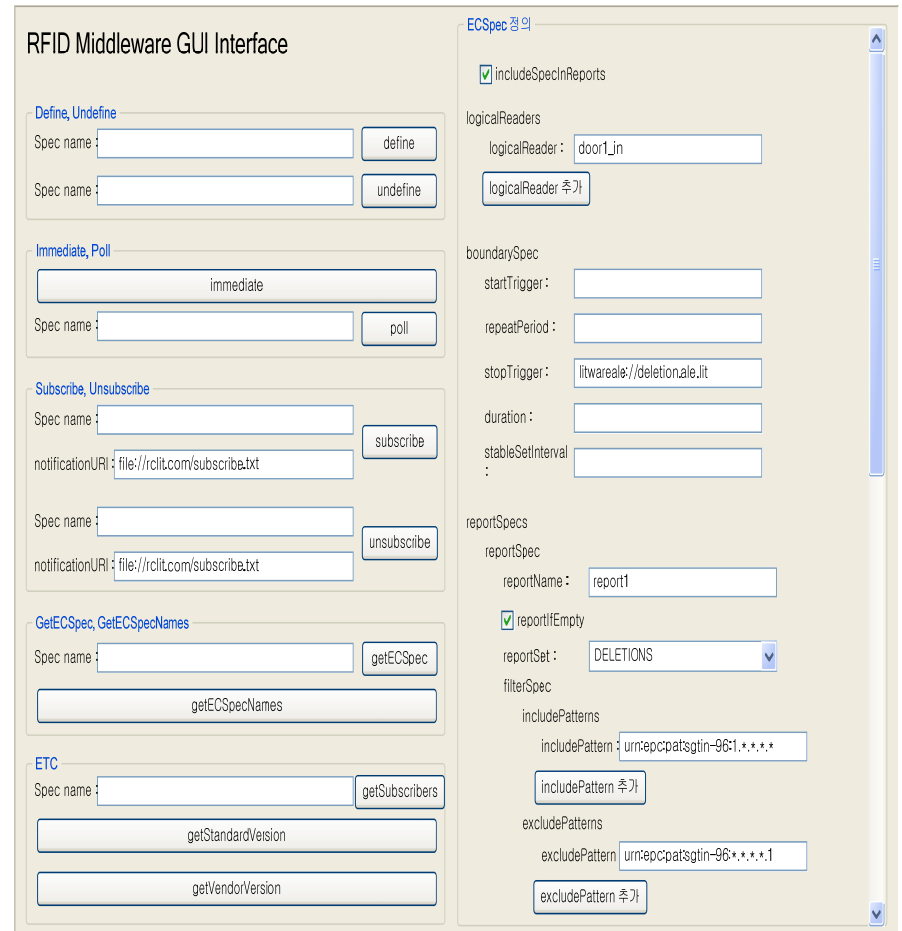 RFID Middleware GUI Interface
Define, Undefine
Spec name :
define
Spec name :
undefine
Immediate, Poll
immediate
Spec name :
poll
Subscribe, Unsubscribe
Spec name :
subscribe
notificationURI : file://rclit.com/subscribe.txt
Spec name :
unsubscribe
notificationURI : file://rclit.com/subscribe.txt
GetECSpec, GetECSpecNames
Spec name :
getECSpec
getECSpecNames
ETC
Spec name :
getSubscribers
getStandardVersion
getVendorVersion
ECSpec 정의
includeSpecInReports
logicalReaders
logicalReader : door1_in
logicalReader 추가
boundarySpec
startTrigger :
repeatPeriod :
stopTrigger : litwareale://deletion.ale.lit
duration :
stableSetInterval
:
reportSpecs
reportSpec
reportName : report1
reportIfEmpty
reportSet : DELETIONS
filterSpec
includePatterns
includePattern : urn:epc:pat:sgtin-96:1.*.*.*
includePattern 추가
excludePatterns
excludePattern urn:epc:pat:sgtin-96:*.*.*.1
excludePattern 추가